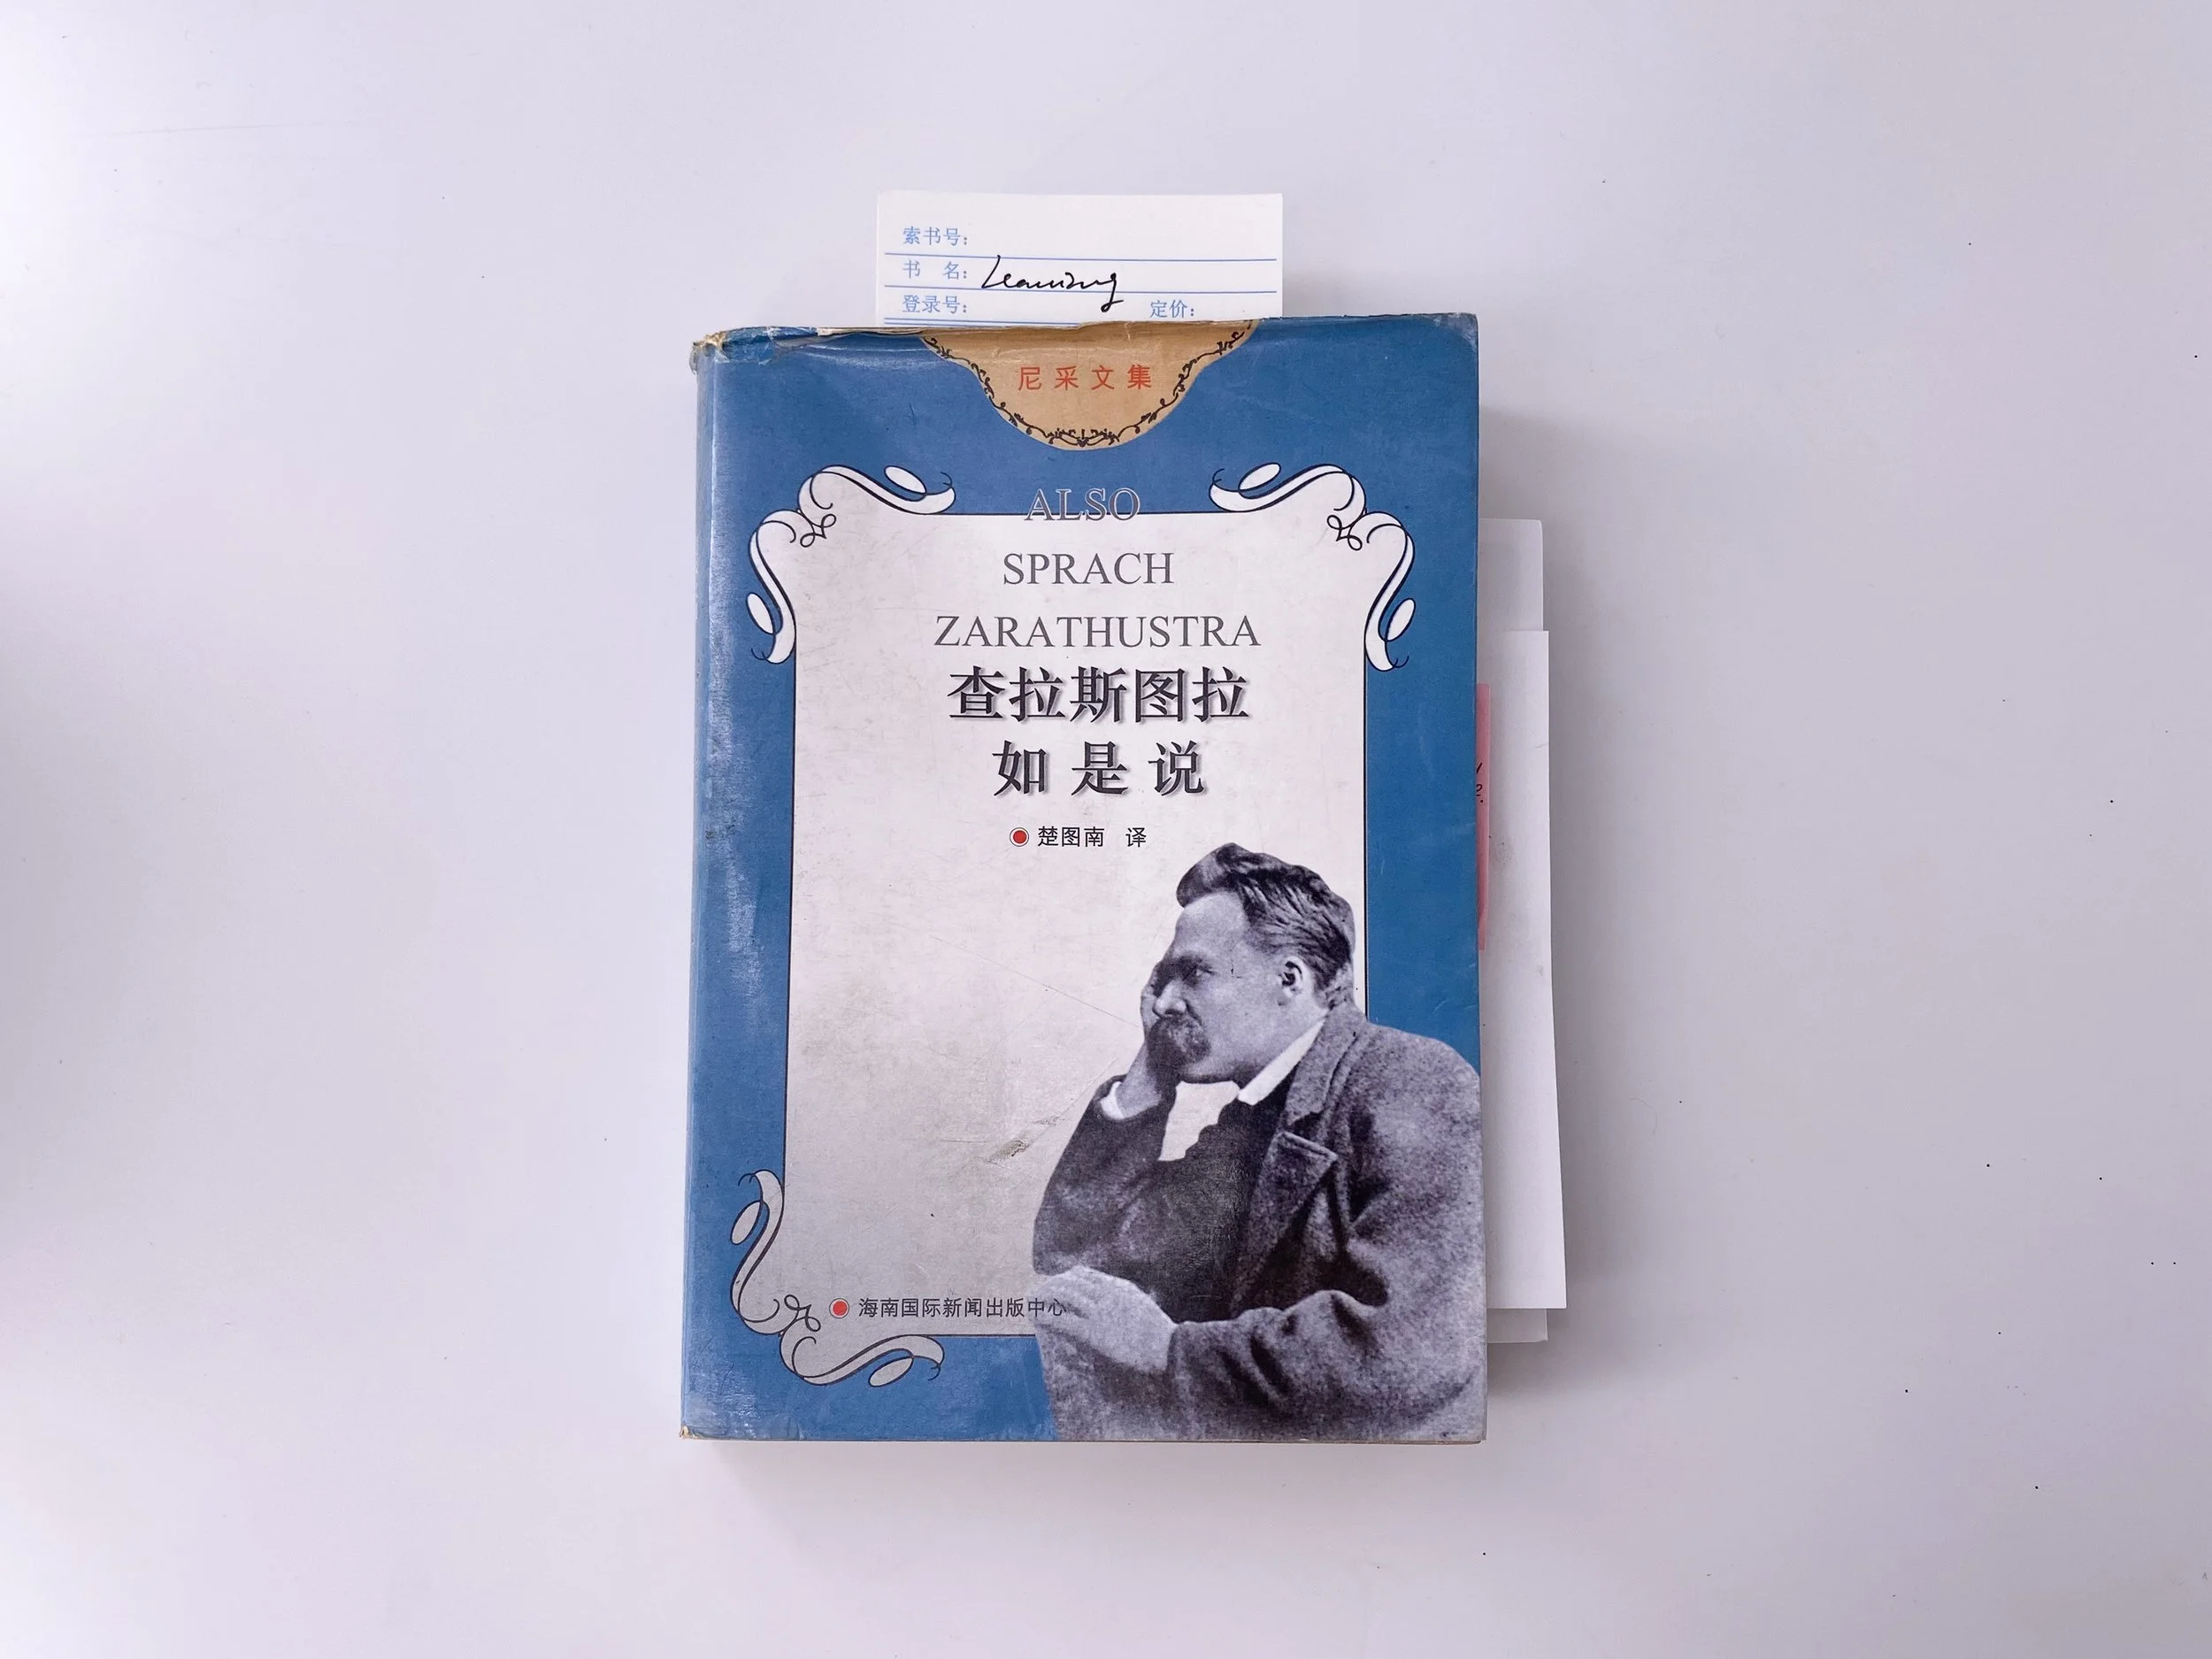 索书号：
书 名： Learning
登录号： 定价：
尼采文集
ALSO
SPRACH
ZARATHUSTRA
查拉斯图拉
如是说
楚图南 译
海南国际新闻出版中心